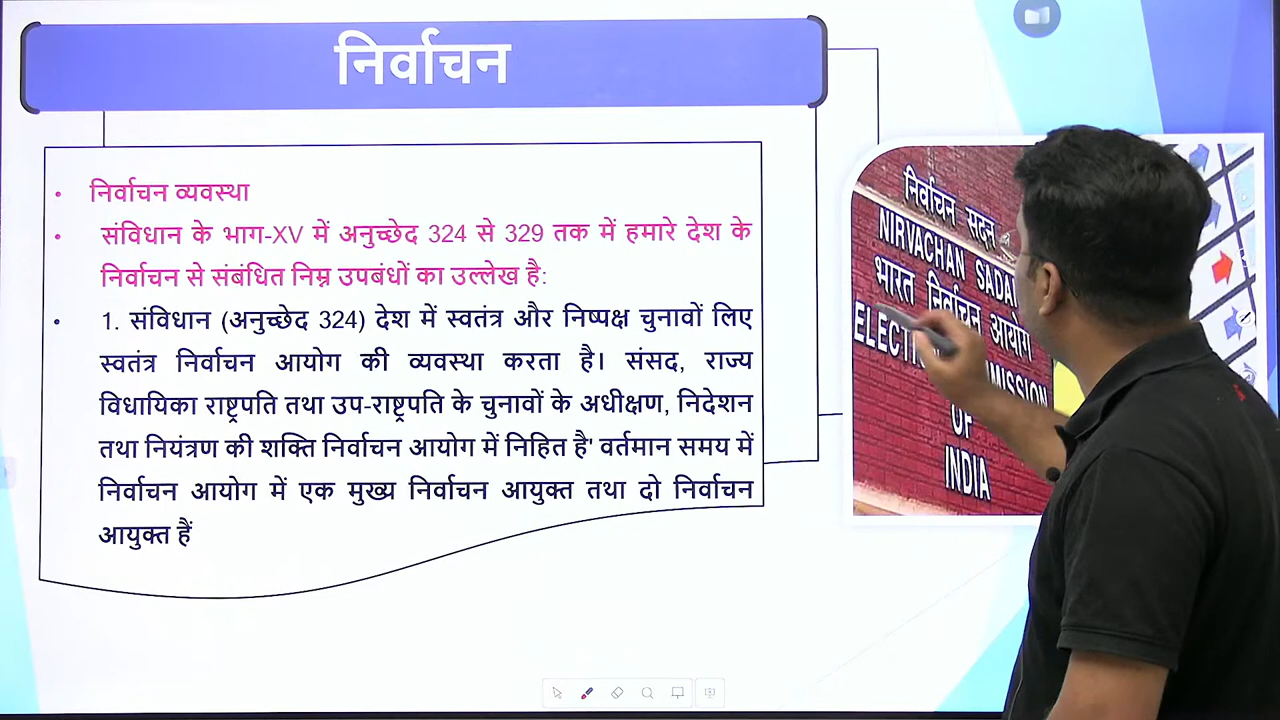 निर्वाचन
• निर्वाचन व्यवस्था
• संविधान के भाग-XV में अनुच्छेद 324 से 329 तक में हमारे देश के
निर्वाचन से संबंधित निम्न उपबंधों का उल्लेख है:
• 1. संविधान (अनुच्छेद 324) देश में स्वतंत्र और निष्पक्ष चुनावों लिए
स्वतंत्र निर्वाचन आयोग की व्यवस्था करता है। संसद, राज्य
विधायिका राष्ट्रपति तथा उप-राष्ट्रपति के चुनावों के अधीक्षण, निदेशन
तथा नियंत्रण की शक्ति निर्वाचन आयोग में निहित है' वर्तमान समय में
निर्वाचन आयोग में एक मुख्य निर्वाचन आयुक्त तथा दो निर्वाचन
आयुक्त हैं
निर्वाचन सदन
NIRVACHAN SADA
भारत निर्वाचन आयोग
OF
INDIA